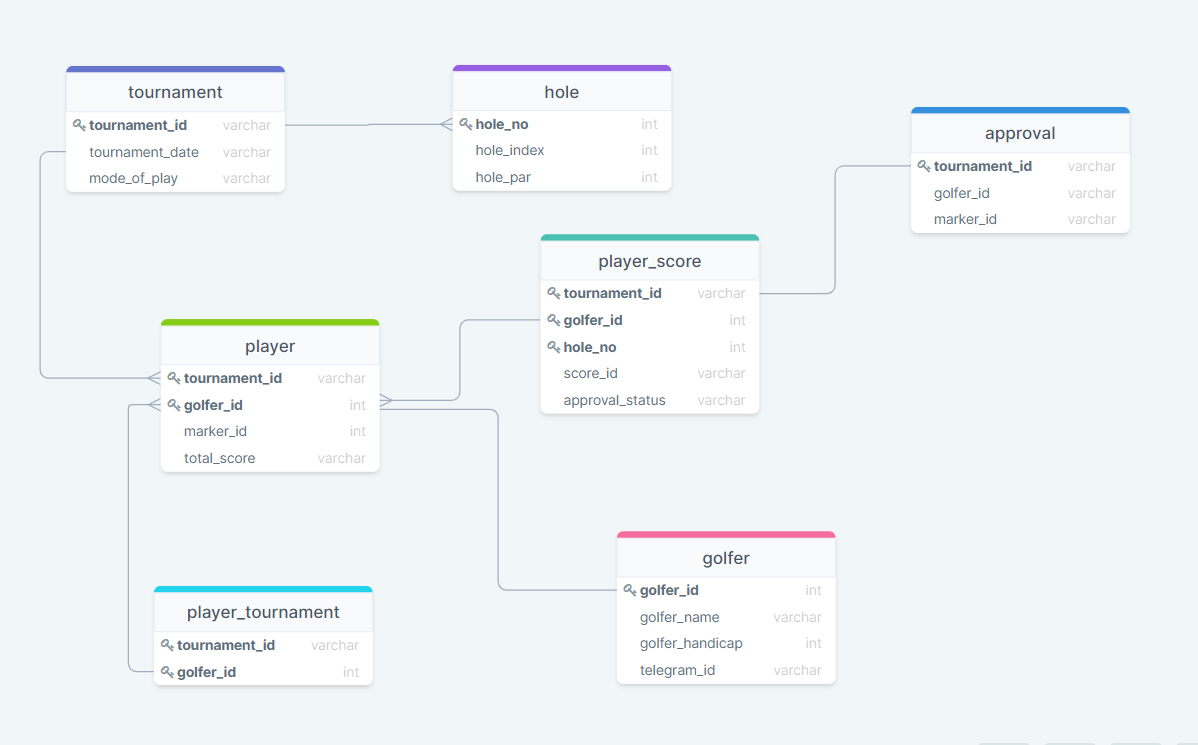 tournament
tournament_id varchar
tournament_date varchar
mode_of_play varchar
hole
hole_no int
hole_index int
hole_par int
approval
tournament_id varchar
golfer_id varchar
marker_id varchar
player_score
tournament_id varchar
golfer_id int
hole_no int
score_id varchar
approval_status varchar
player
tournament_id varchar
golfer_id int
marker_id int
total_score varchar
golfer
golfer_id int
golfer_name varchar
golfer_handicap int
telegram_id varchar
player_tournament
tournament_id varchar
golfer_id int